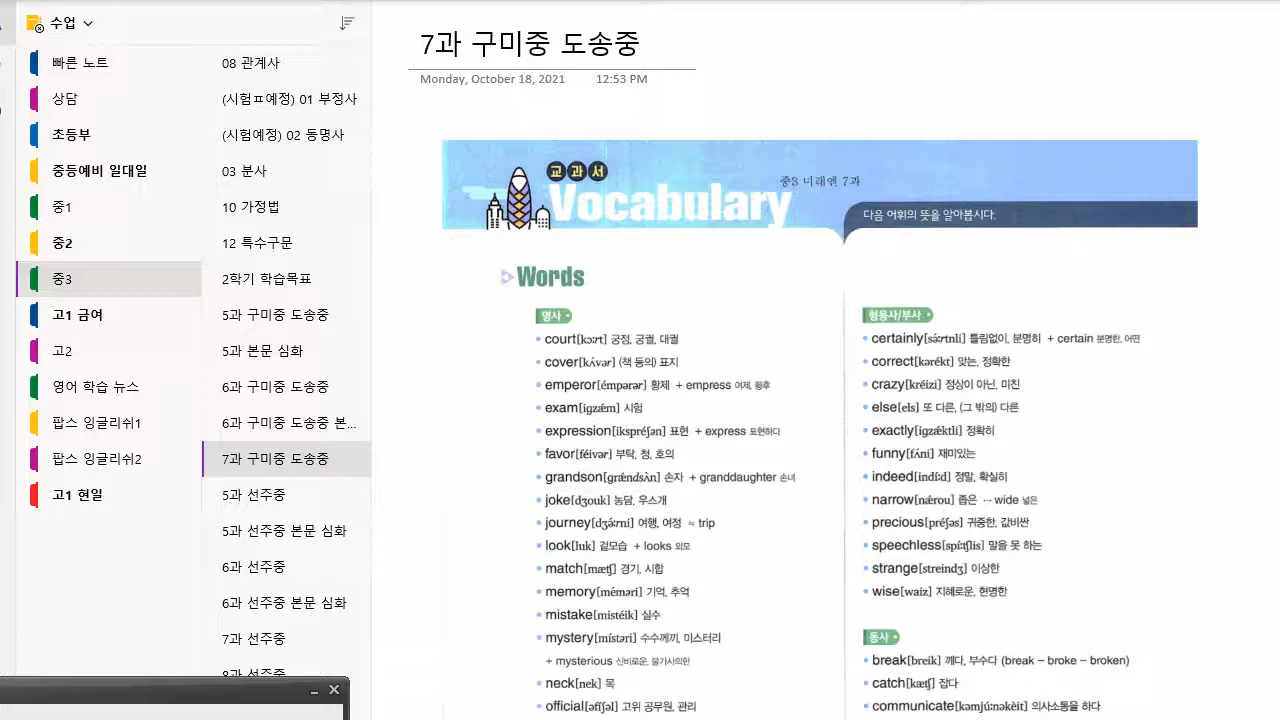 수업
빠른 노트
상담
초등부
중등예비 일대일
중1
중2
중3
고1 금여
고2
영어 학습 뉴스
팝스 잉글리쉬1
팝스 잉글리쉬2
고1 현일
08 관계사
(시험ㅍ예정) 01 부정사
(시험예정) 02 동명사
03 분사
10 가정법
12 특수구문
2학기 학습목표
5과 구미중 도송중
5과 본문 심화
6과 구미중 도송중
6과 구미중 도송중 본...
7과 구미중 도송중
5과 선주중
5과 선주중 본문 심화
6과 선주중
6과 선주중 본문 심화
7과 선주중
8과 선주중
7과 구미중 도송중
Monday, October 18, 2021 12:53 PM
교과서
Vocabulary
중3 미래엔 7과
다음 어휘의 뜻을 알아봅시다.
Words
명사
court[kɔːrt] 궁정, 궁궐, 대궐
cover[kʌ́vər] (책 등의) 표지
emperor[émpərər] 황제 + empress 여제, 황후
exam[igzǽm] 시험
expression[ikspréʃən] 표현 + express 표현하다
favor[féivər] 부탁, 청, 호의
grandson[grǽndsʌ̀n] 손자 + granddaughter 손녀
joke[dʒouk] 농담, 우스개
journey[dʒə́ːrni] 여행, 여정 ≒ trip
look[luk] 겉모습 + looks 외모
match[mætʃ] 경기, 시합
memory[méməri] 기억, 추억
mistake[mistéik] 실수
mystery[místəri] 수수께끼, 미스터리
+ mysterious 신비로운, 불가사의한
neck[nek] 목
official[əfíʃəl] 고위 공무원, 관리
형용사/부사
certainly[sə́ːrtnli] 틀림없이, 분명히 + certain 분명한, 어떤
correct[kərékt] 맞는, 정확한
crazy[kréizi] 정상이 아닌, 미친
else[els] 또 다른, (그 밖의) 다른
exactly[igzǽktli] 정확히
funny[fʌ́ni] 재미있는
indeed[indíːd] 정말, 확실히
narrow[nǽrou] 좁은 ↔ wide 넓은
precious[préʃəs] 귀중한, 값비싼
speechless[spíːtʃlis] 말을 못 하는
strange[streindʒ] 이상한
wise[waiz] 지혜로운, 현명한
동사
break[breik] 깨다, 부수다 (break – broke – broken)
catch[kætʃ] 잡다
communicate[kəmjúːnəkèit] 의사소통을 하다